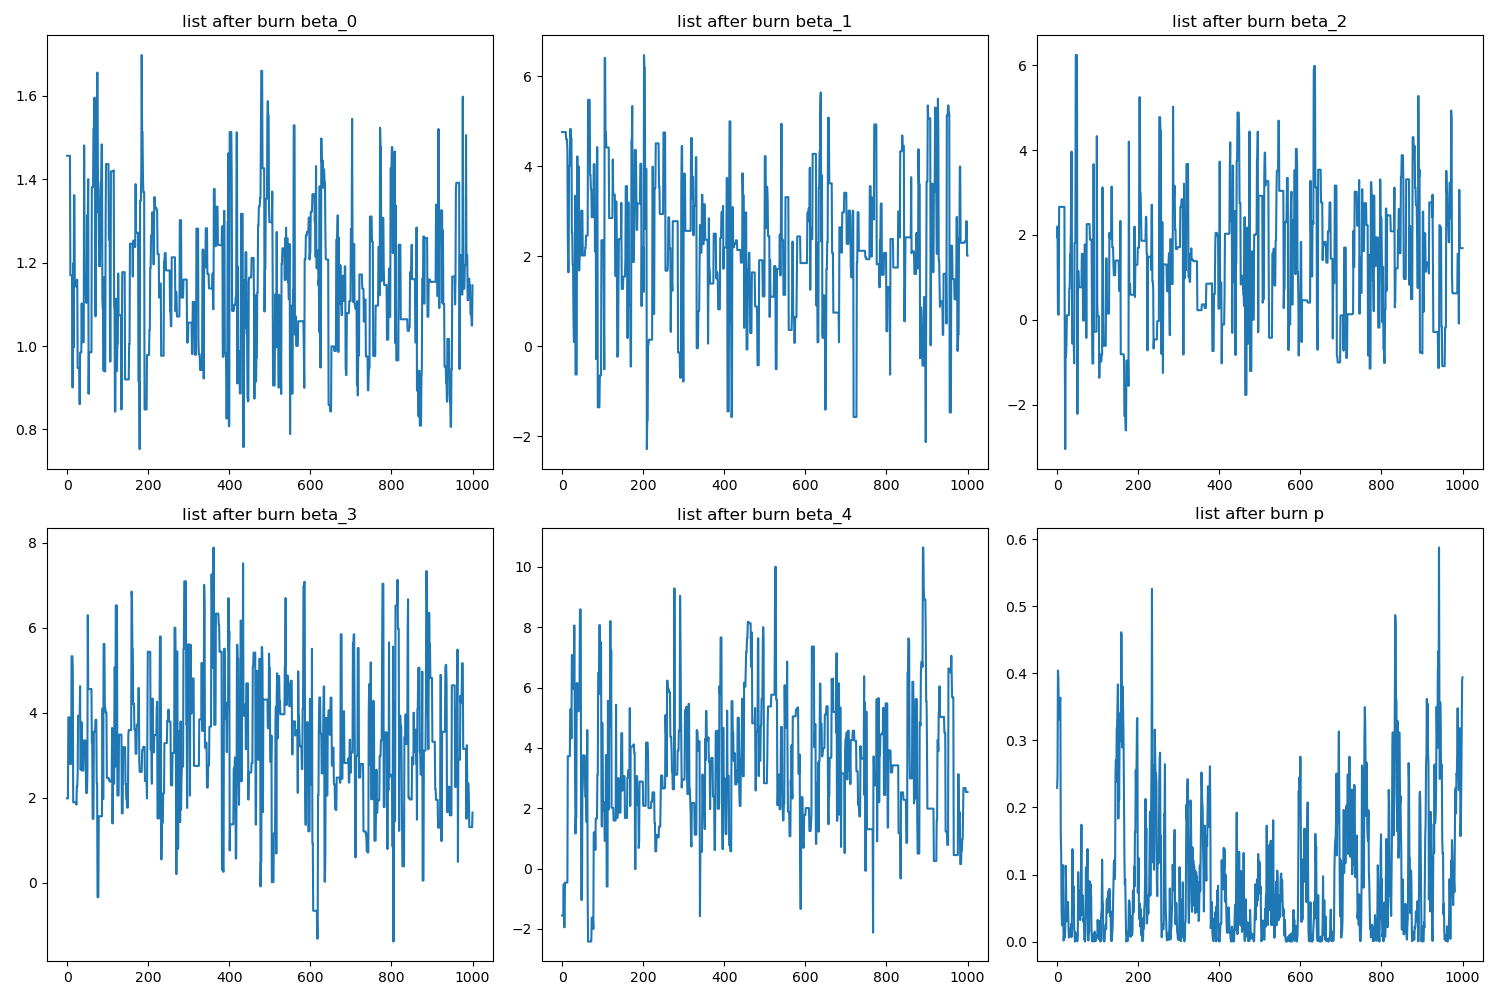 list after burn beta_0
list after burn beta_1
list after burn beta_2
1.6
1.4
1.2
1.0
0.8
0 200 400 600 800 1000
6
4
2
0
−2
0 200 400 600 800 1000
6
4
2
0
−2
0 200 400 600 800 1000
list after burn beta_3
list after burn beta_4
list after burn p
8
6
4
2
0
0 200 400 600 800 1000
10
8
6
4
2
0
−2
0 200 400 600 800 1000
0.6
0.5
0.4
0.3
0.2
0.1
0.0
0 200 400 600 800 1000